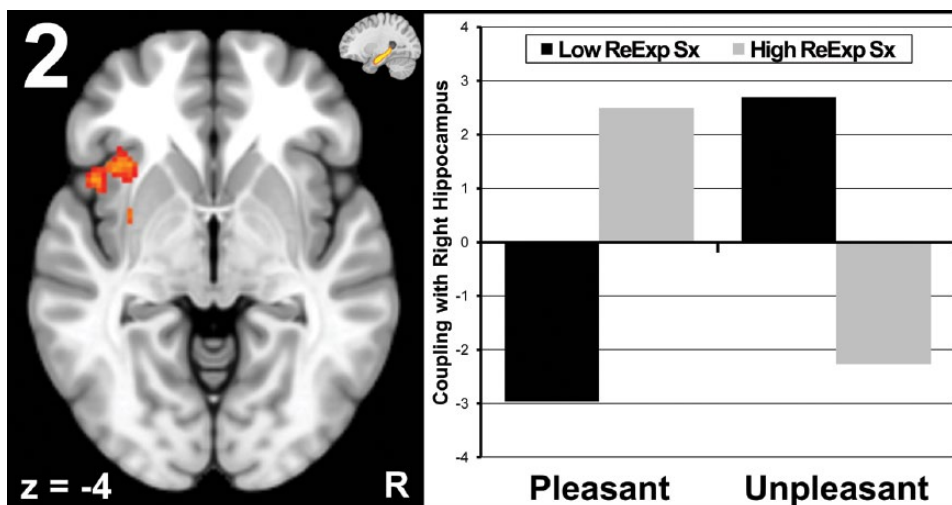 2
z = -4
R
Low ReExp Sx
High ReExp Sx
Coupling with Right Hippocampus
4
3
2
1
0
-1
-2
-3
-4
Pleasant
Unpleasant